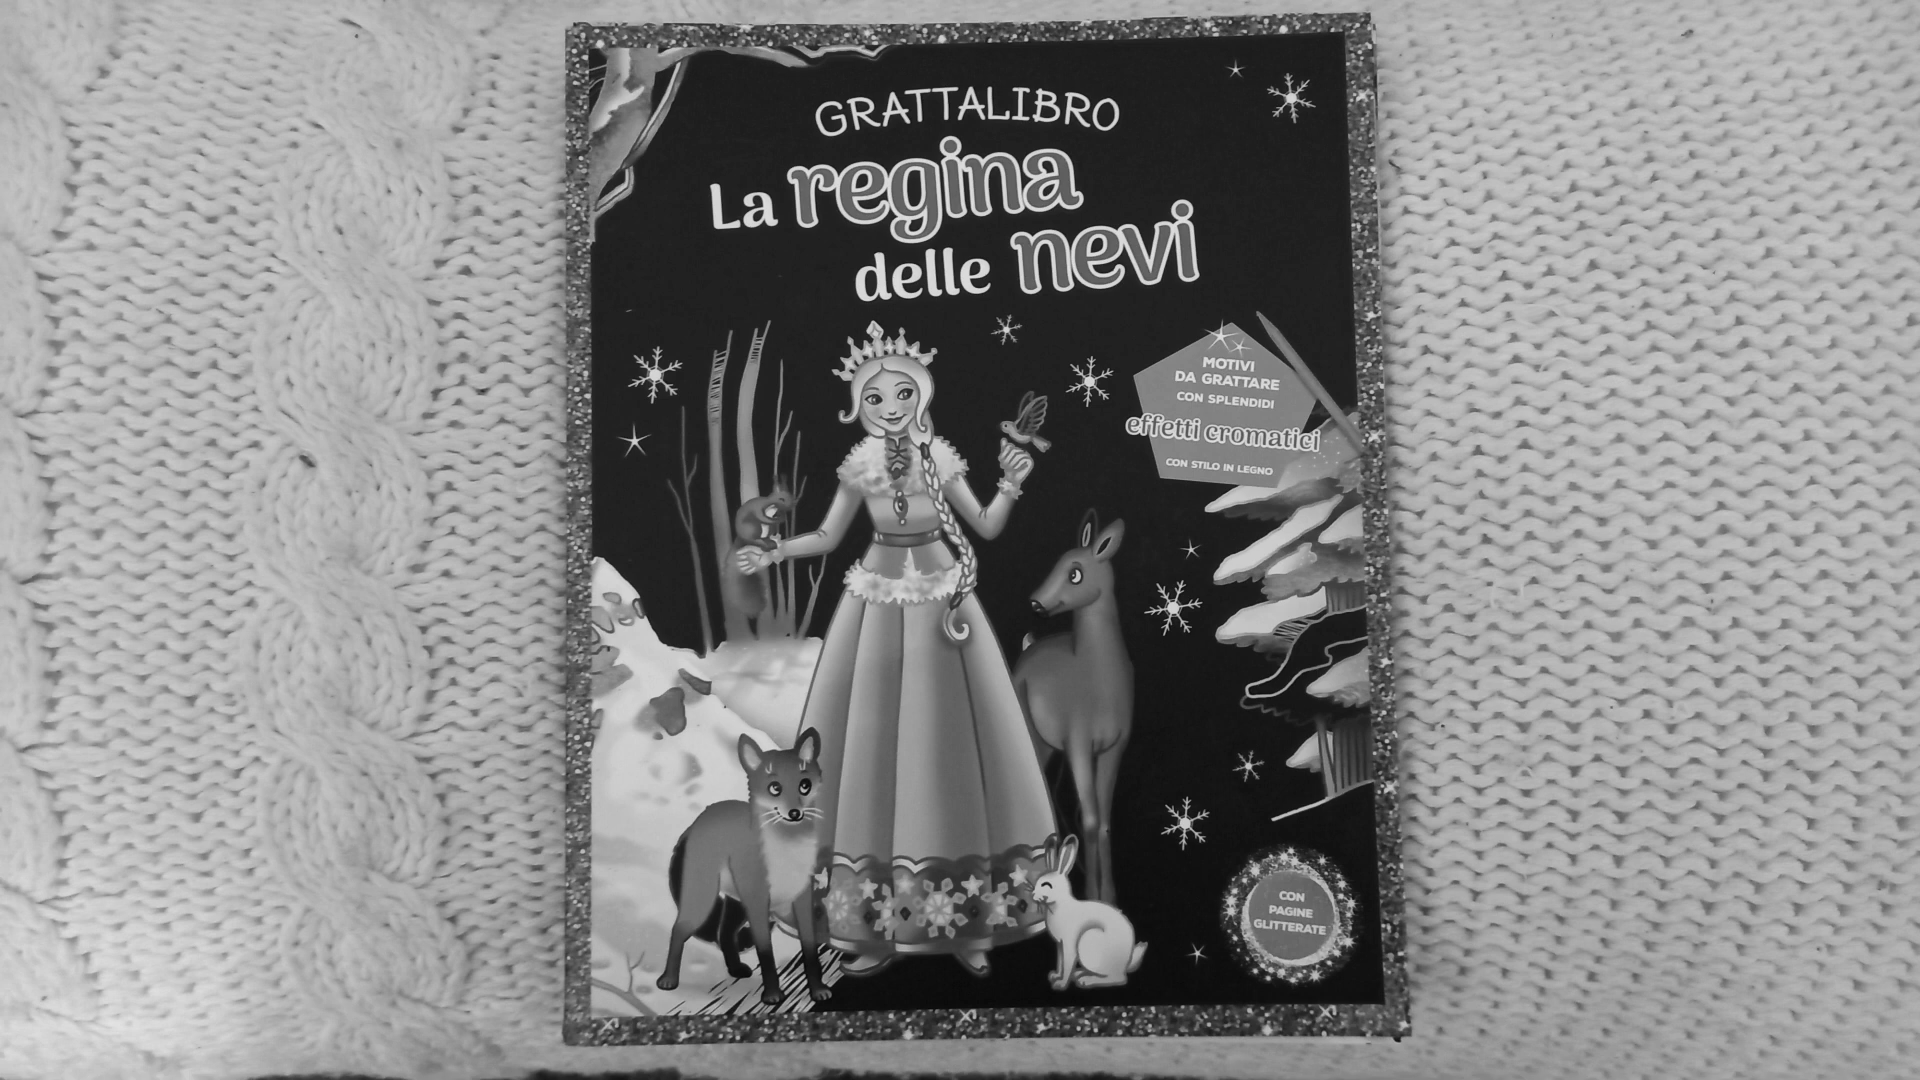 GRATTALIBRO
La regina
delle nevi
MOTIVI
DA GRATTARE
CON SPLENDIDI
effetti cromatici
CON STILO IN LEGNO
CON
PAGINE
GLITTERATE